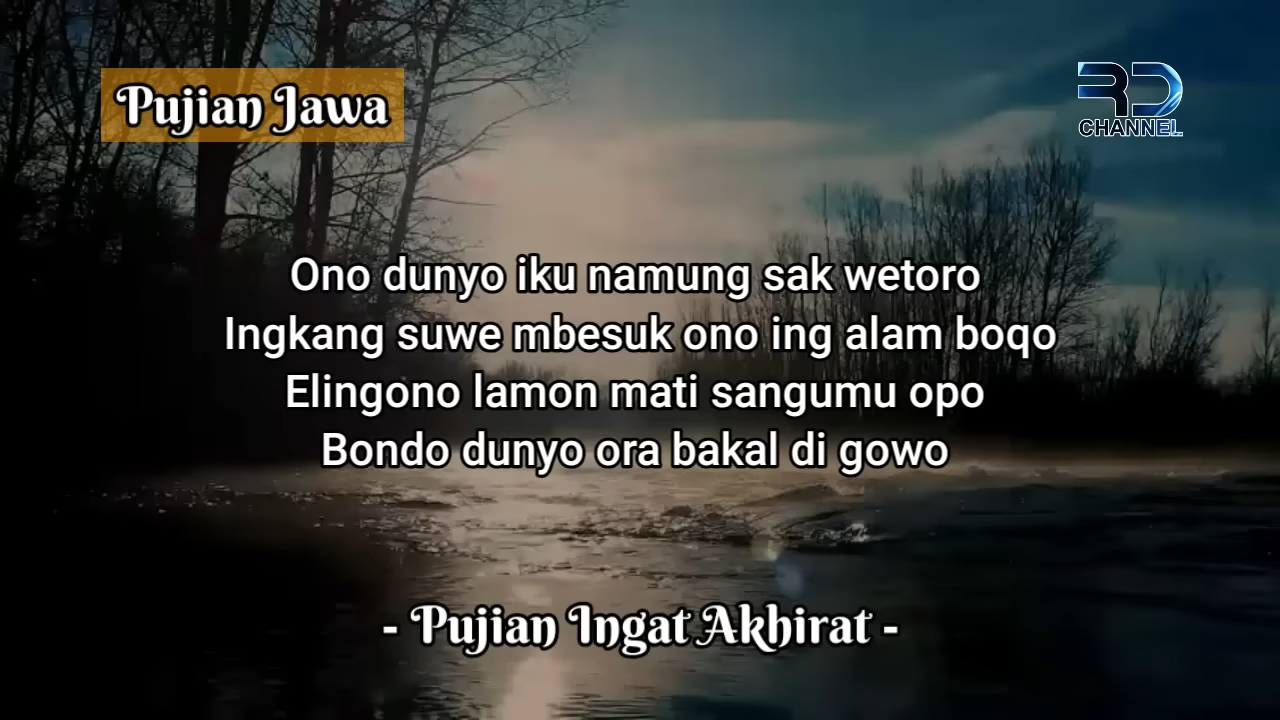 Pujian Jawa
RD
CHANNEL
Ono dunyo iku namung sak wetoro
Ingkang suwe mbesuk ono ing alam boqo
Elingono lamon mati sangumu opo
Bondo dunyo ora bakal di gowo
- Pujian Ingat Akhirat -